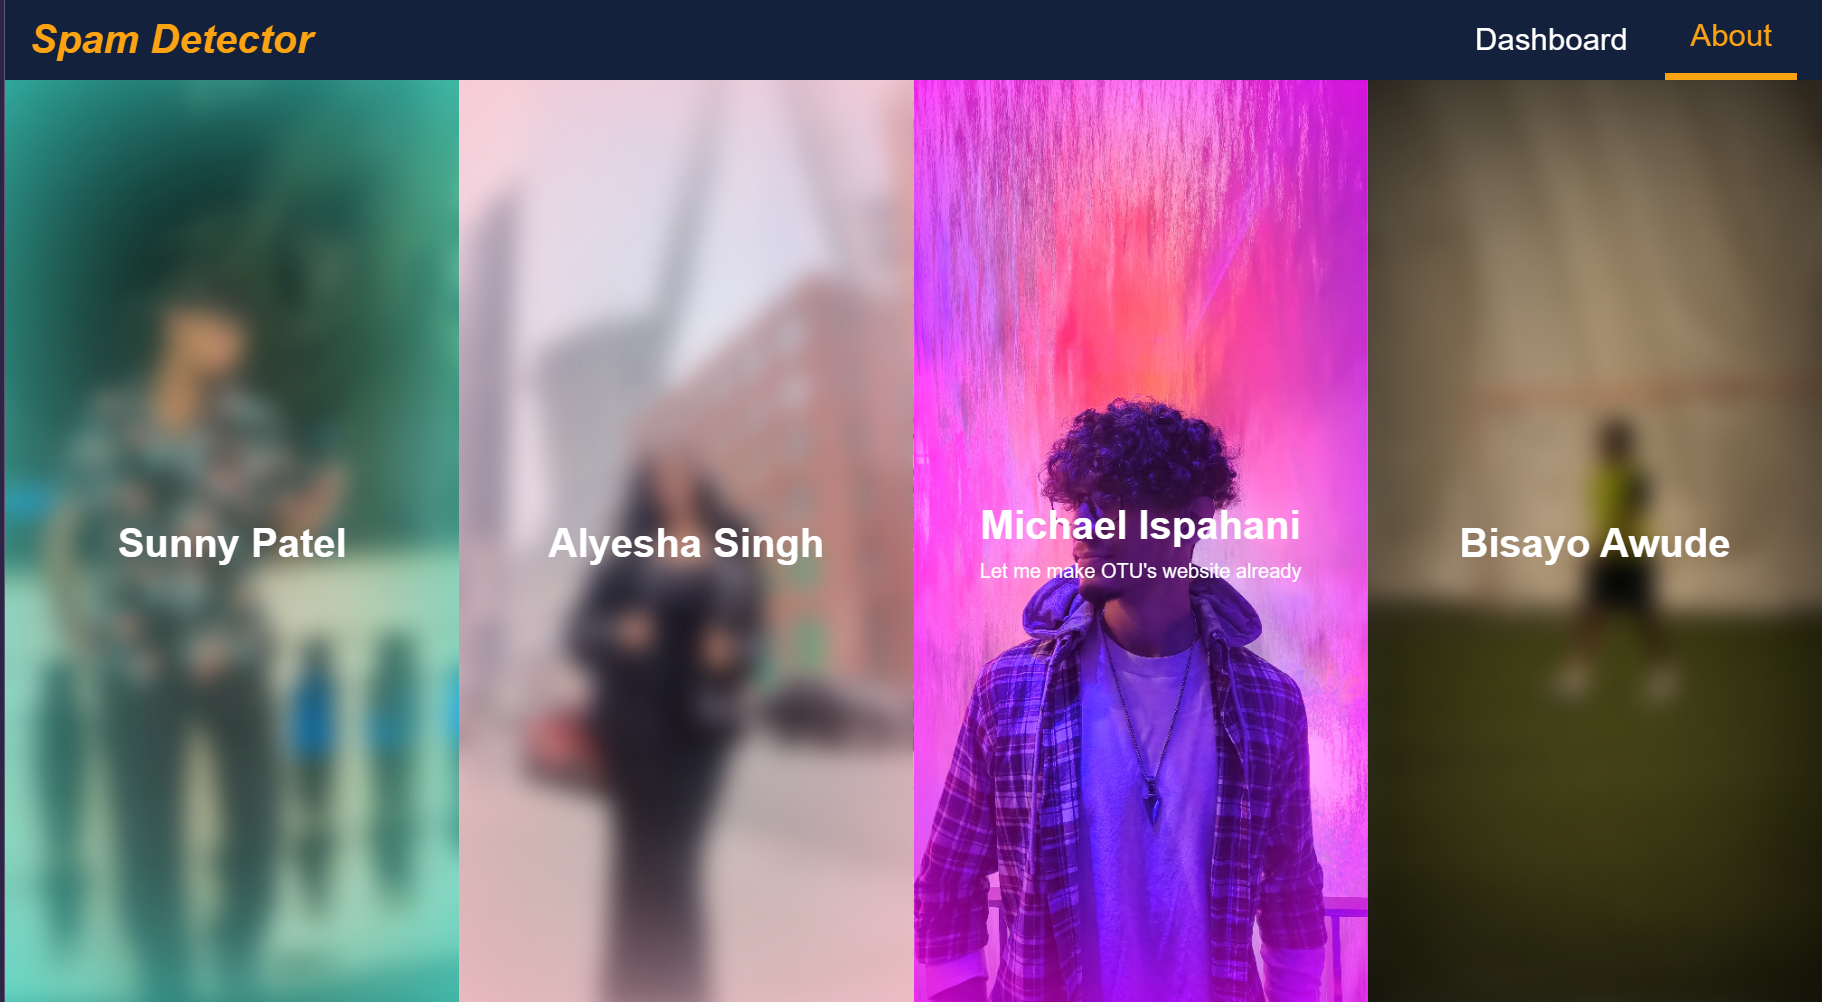 Spam Detector
Dashboard
About
Sunny Patel
Alyesha Singh
Michael Ispahani
Let me make OTU's website already
Bisayo Awude